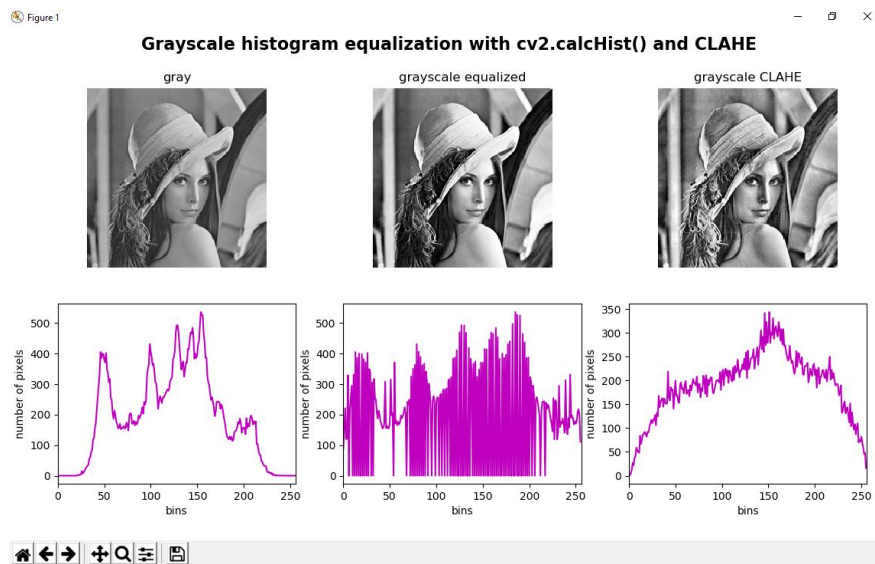 Figure 1
Grayscale histogram equalization with cv2.calcHist() and CLAHE
gray
grayscale equalized
grayscale CLAHE
number of pixels
500
400
300
200
100
0
0 50 100 150 200 250
bins
number of pixels
500
400
300
200
100
0
0 50 100 150 200 250
bins
number of pixels
350
300
250
200
150
100
50
0
0 50 100 150 200 250
bins